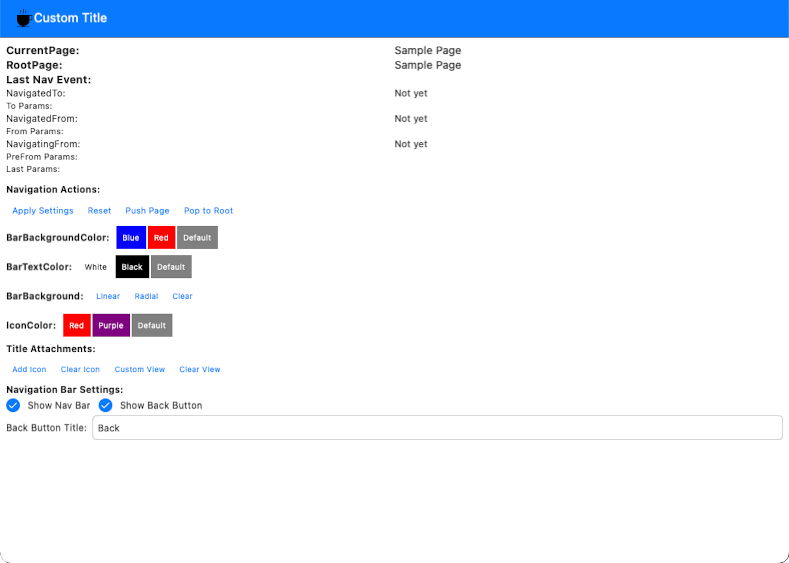 Custom Title
CurrentPage: Sample Page
RootPage: Sample Page
Last Nav Event:
NavigatedTo: Not yet
To Params:
NavigatedFrom: Not yet
From Params:
NavigatingFrom: Not yet
PreFrom Params:
Last Params:
Navigation Actions:
Apply Settings Reset Push Page Pop to Root
BarBackgroundColor: Blue Red Default
BarTextColor: White Black Default
BarBackground: Linear Radial Clear
IconColor: Red Purple Default
Title Attachments:
Add Icon Clear Icon Custom View Clear View
Navigation Bar Settings:
Show Nav Bar Show Back Button
Back Button Title: Back